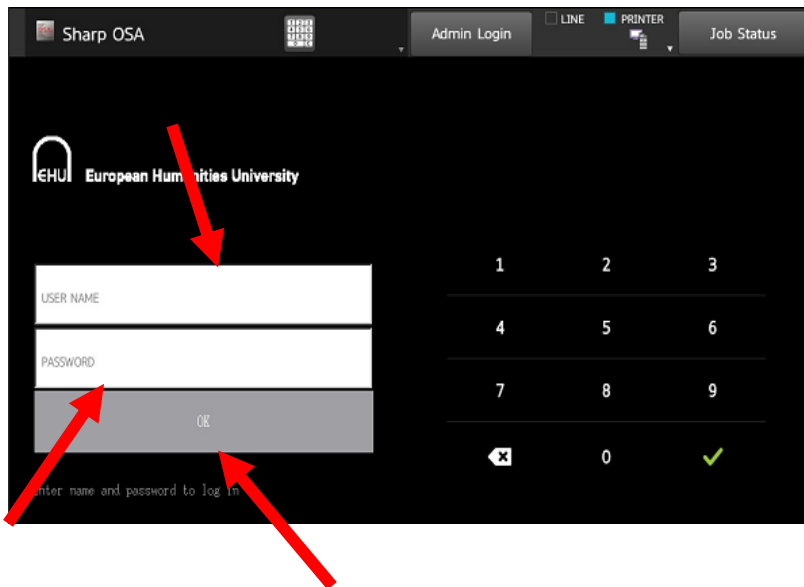 Sharp OSA
Admin Login
LINE
PRINTER
Job Status
EHU European Humanities University
USER NAME
PASSWORD
OK
Enter name and password to log in
1 2 3
4 5 6
7 8 9
0